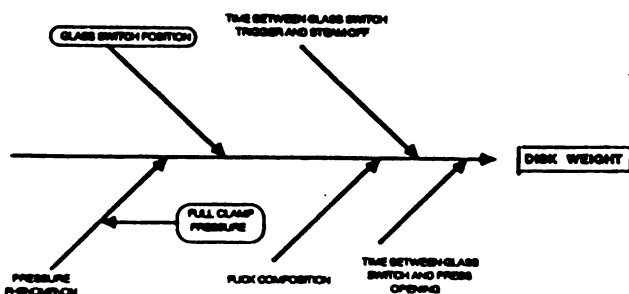 TIME BETWEEN GLASS SWITCH
TRIGGER AND STEAM-OFF
GLASS SWITCH POSITION
DISK WEIGHT
FULL CLAMP
PRESSURE
TIME BETWEEN GLASS
SWITCH AND PRESS
OPENING
PRESSURE
PHENOMENON
PUCK COMPOSITION